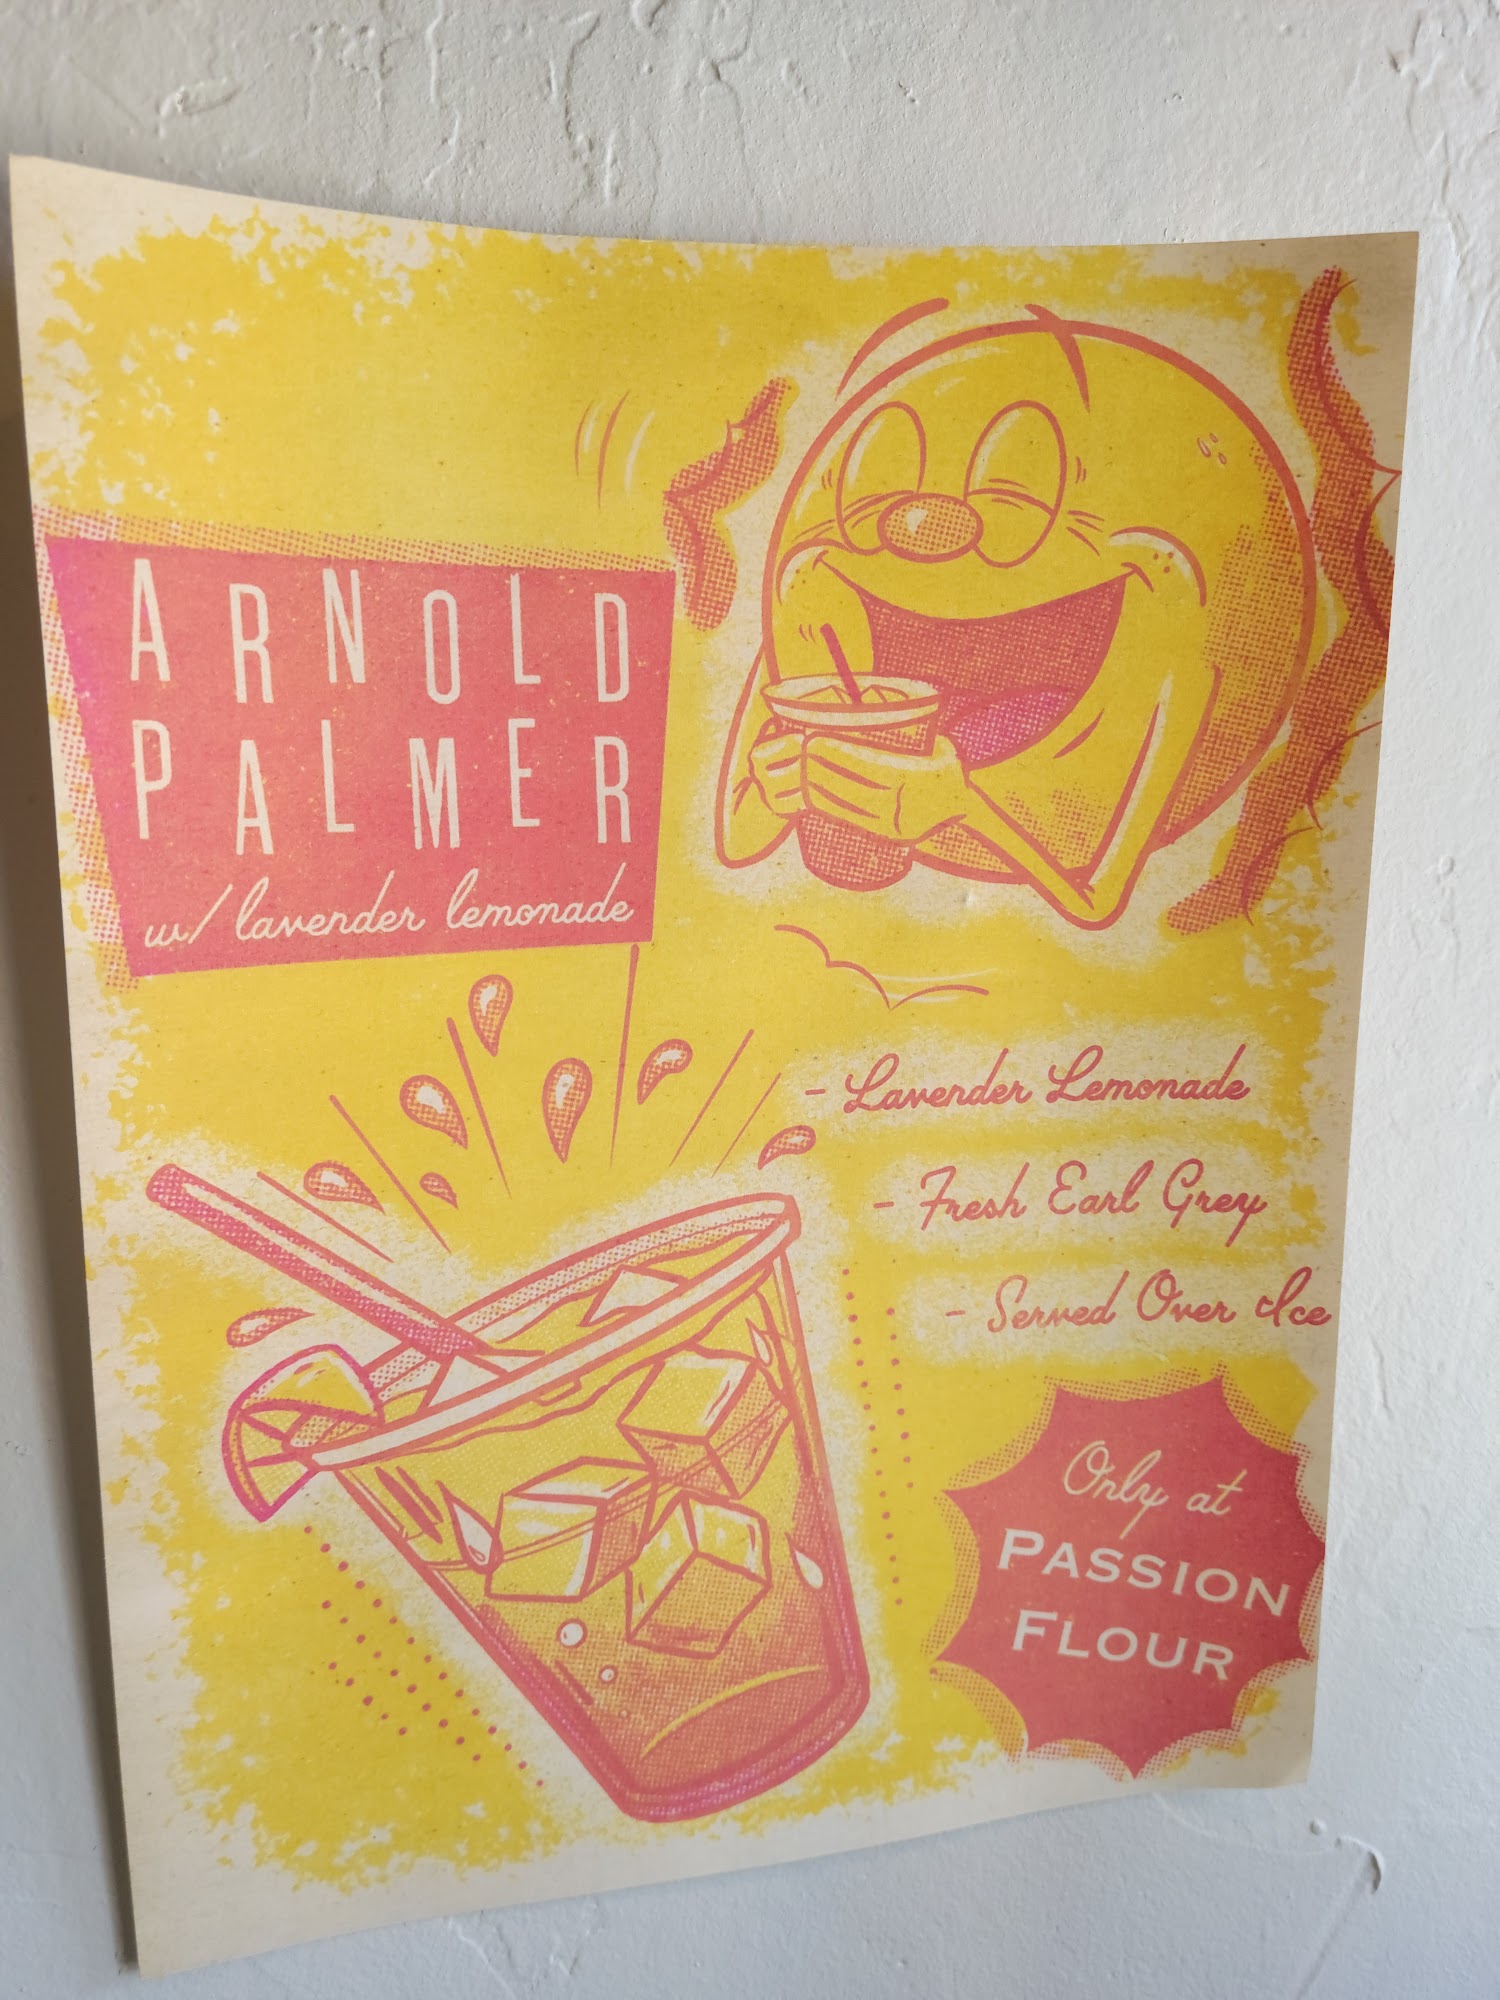 ARNOLD
PALMER
w/ lavender lemonade
- Lavender Lemonade
- Fresh Earl Grey
- Served Over Ice
Only at
PASSION
FLOUR